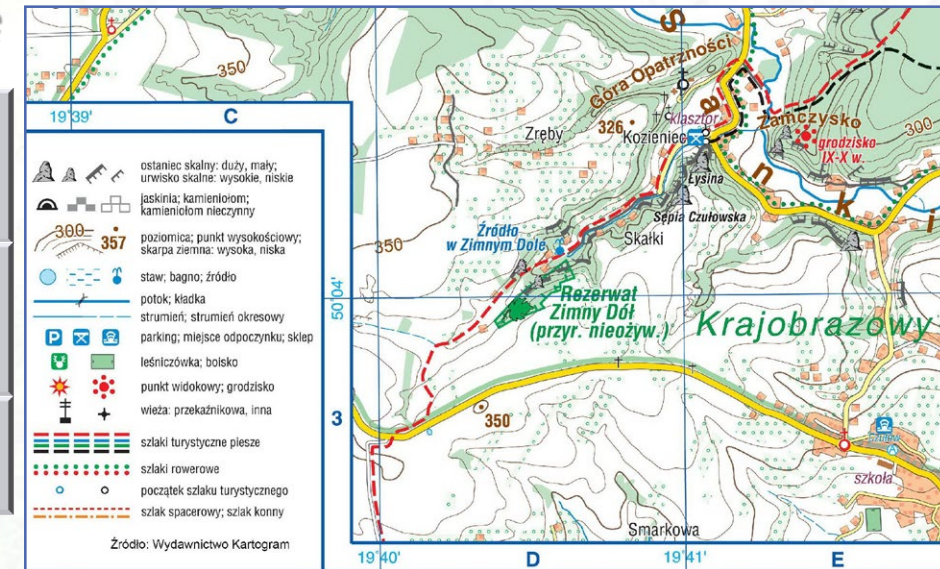 350
19°39'
C
ostaniec skalny: duży, mały;
urwisko skalne: wysokie, niskie
jaskinia; kamieniołom;
kamieniołom nieczynny
300
357
poziomica; punkt wysokościowy;
skarpa ziemna: wysoka, niska
staw; bagno; źródło
potok; kładka
strumień; strumień okresowy
P
parking; miejsce odpoczynku; sklep
leśniczówka; boisko
punkt widokowy; grodzisko
wieża: przekaźnikowa, inna
szlaki turystyczne piesze
szlaki rowerowe
początek szlaku turystycznego
szlak spacerowy; szlak konny
Źródło: Wydawnictwo Kartogram
S
a
n
k
i
Góra Opatrzności
klasztor
Zamczysko
300
326
Zręby
Kozieniec
grodzisko
IX-X w.
Łysina
Sępia Czułowska
Źródło
w Zimnym Dole
Skałki
350
50°04'
Rezerwat
Zimny Dół
(przyr. nieożyw.)
Krajobrazowy
3
350
szkoła
Smarkowa
19°40'
D
19°41'
E